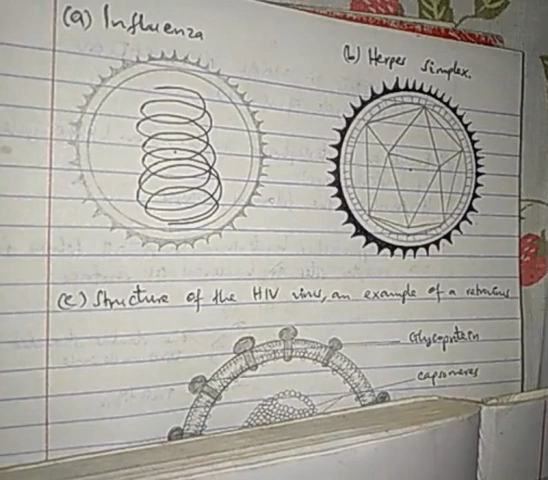 (a) Influenza
(b) Herpes simplex.
(c) Structure of the HIV virus, an example of a retrovirus
Glycoprotein
capsomeres